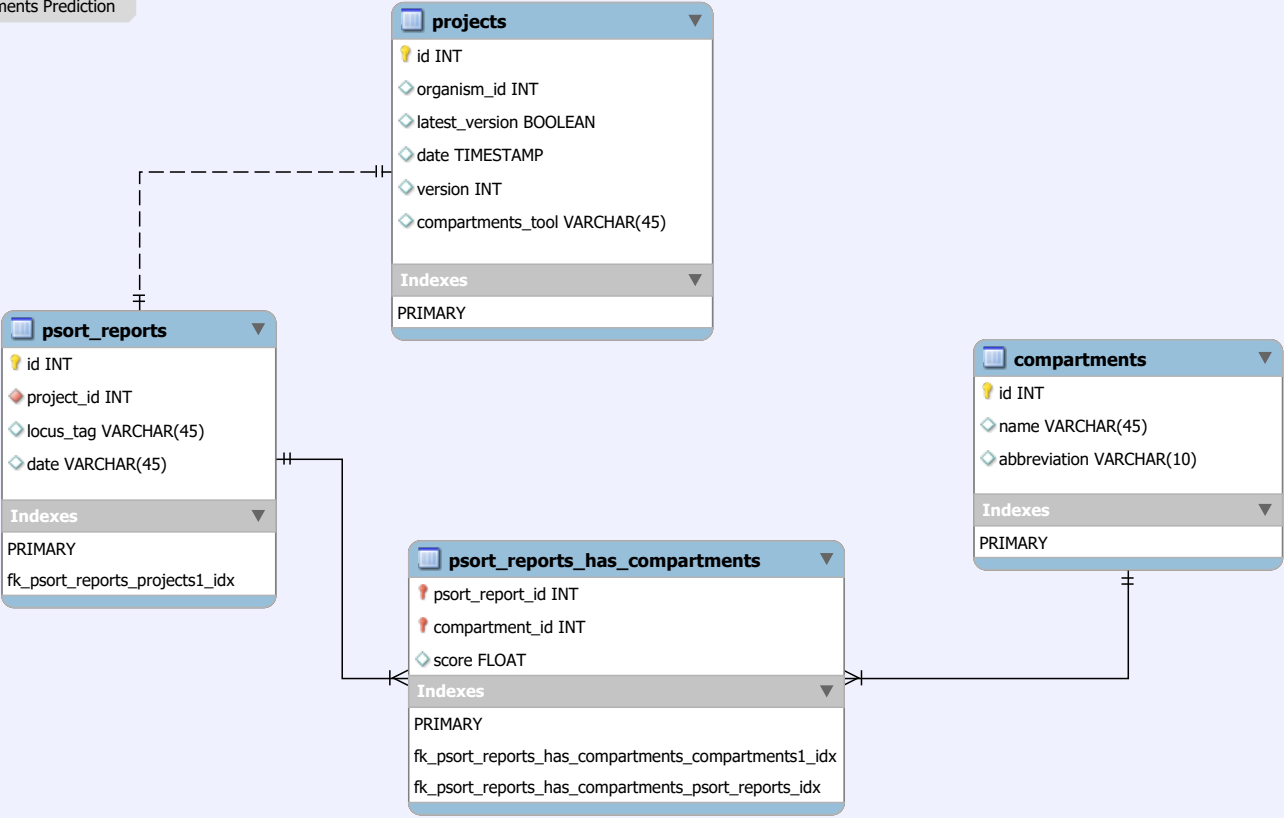 Prediction
projects
id INT
organism_id INT
latest_version BOOLEAN
date TIMESTAMP
version INT
compartments_tool VARCHAR(45)
Indexes
PRIMARY
psort_reports
id INT
project_id INT
locus_tag VARCHAR(45)
date VARCHAR(45)
Indexes
PRIMARY
fk_psort_reports_projects1_idx
compartments
id INT
name VARCHAR(45)
abbreviation VARCHAR(10)
Indexes
PRIMARY
psort_reports_has_compartments
psort_report_id INT
compartment_id INT
score FLOAT
Indexes
PRIMARY
fk_psort_reports_has_compartments_compartments1_idx
fk_psort_reports_has_compartments_psort_reports_idx